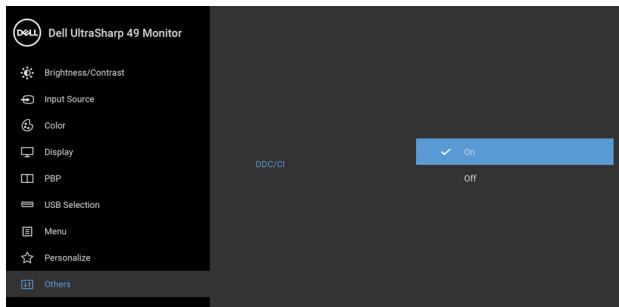 DELL
Dell UltraSharp 49 Monitor
Brightness/Contrast
Input Source
Color
Display
PBP
USB Selection
Menu
Personalize
Others
DDC/CI
On
Off